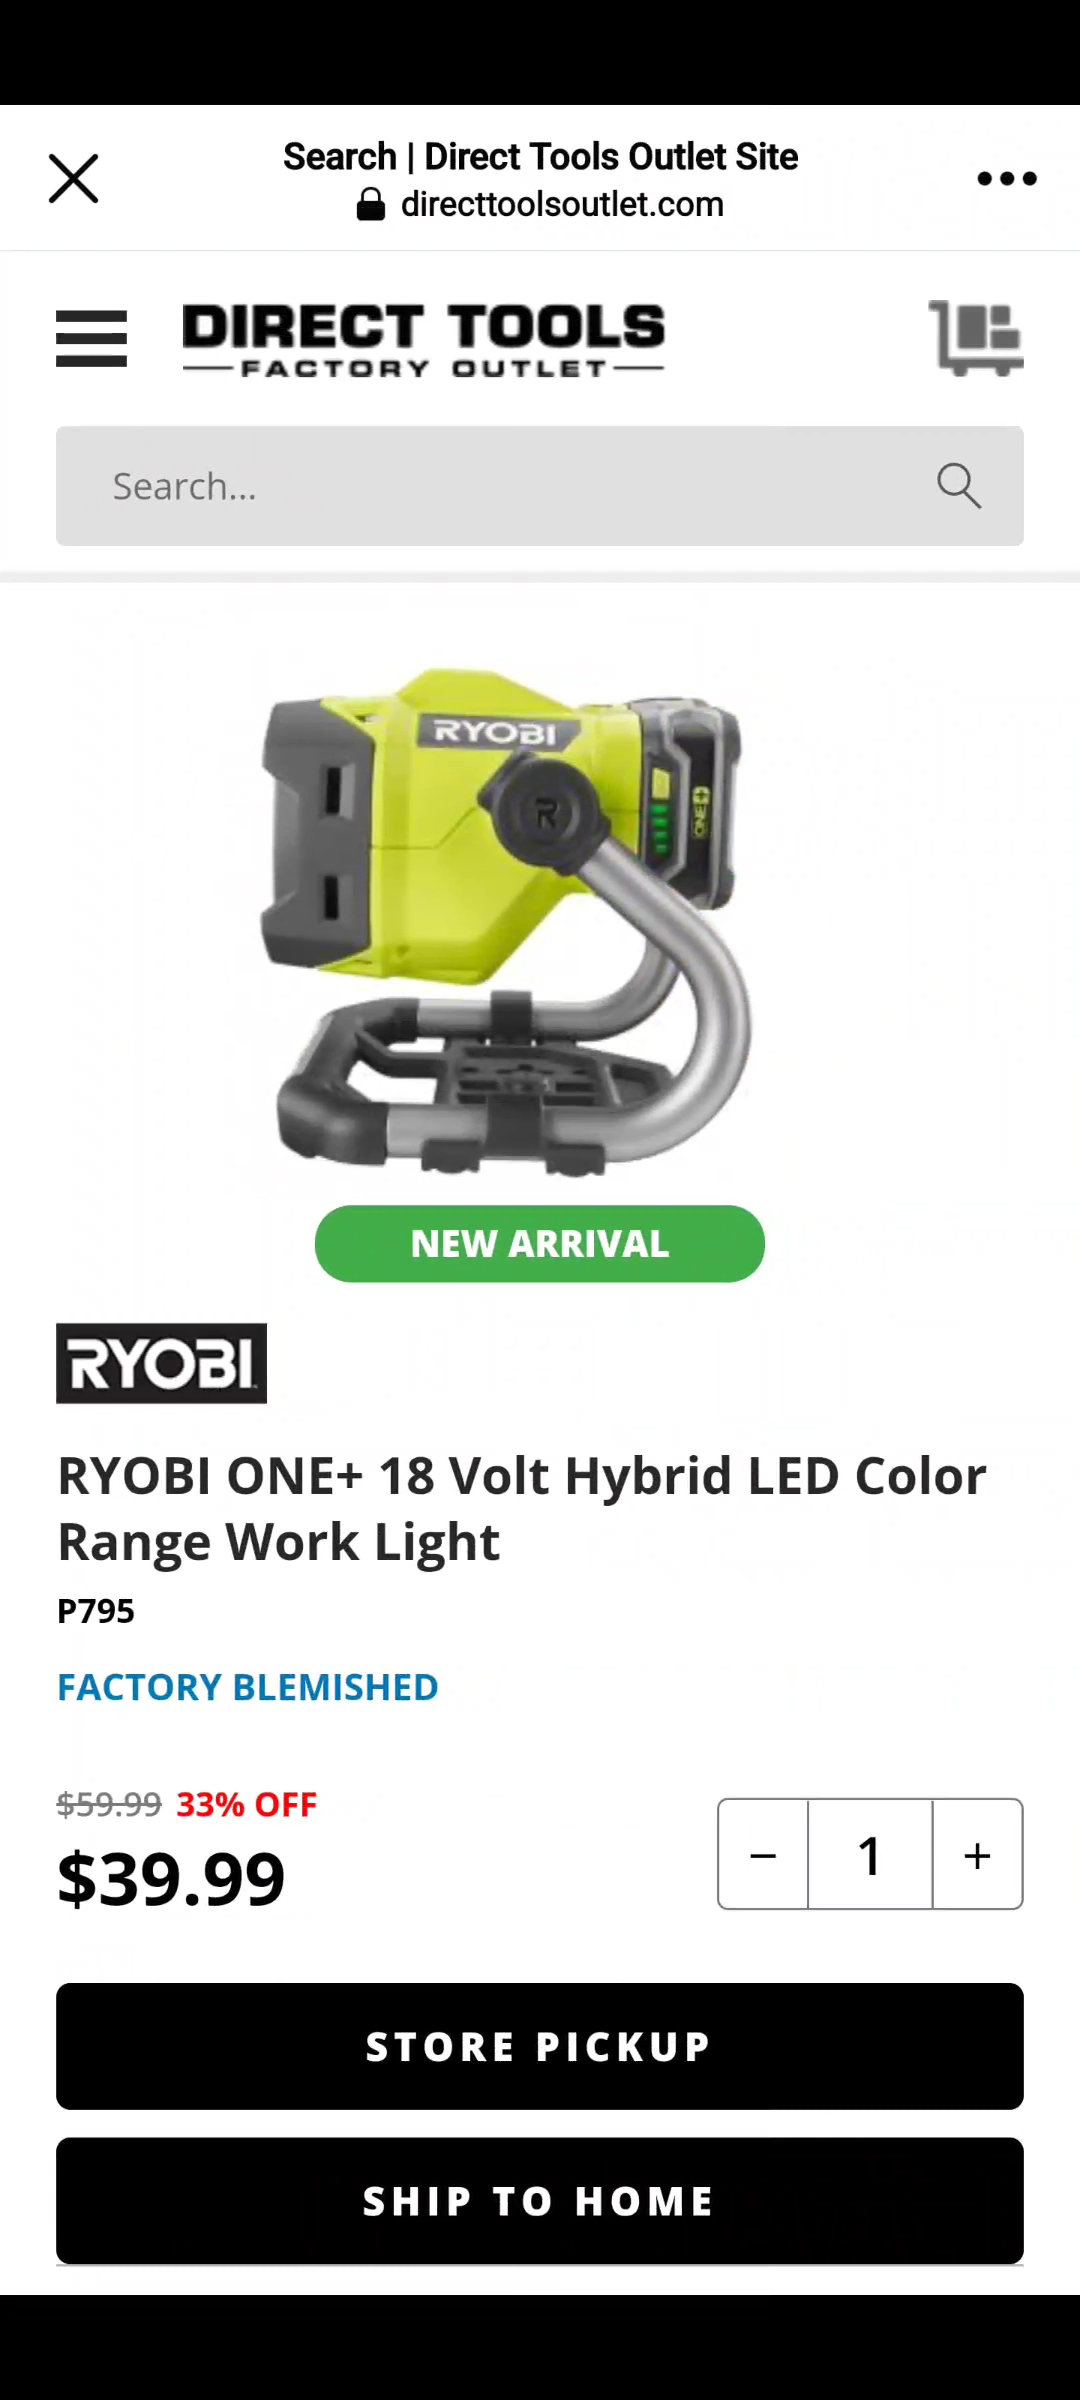 Search | Direct Tools Outlet Site
directtoolsoutlet.com
DIRECT TOOLS
FACTORY OUTLET
Search...
RYOBI
R
ONE+
NEW ARRIVAL
RYOBI
RYOBI ONE+ 18 Volt Hybrid LED Color
Range Work Light
P795
FACTORY BLEMISHED
$59.99 33% OFF
$39.99
− 1 +
STORE PICKUP
SHIP TO HOME